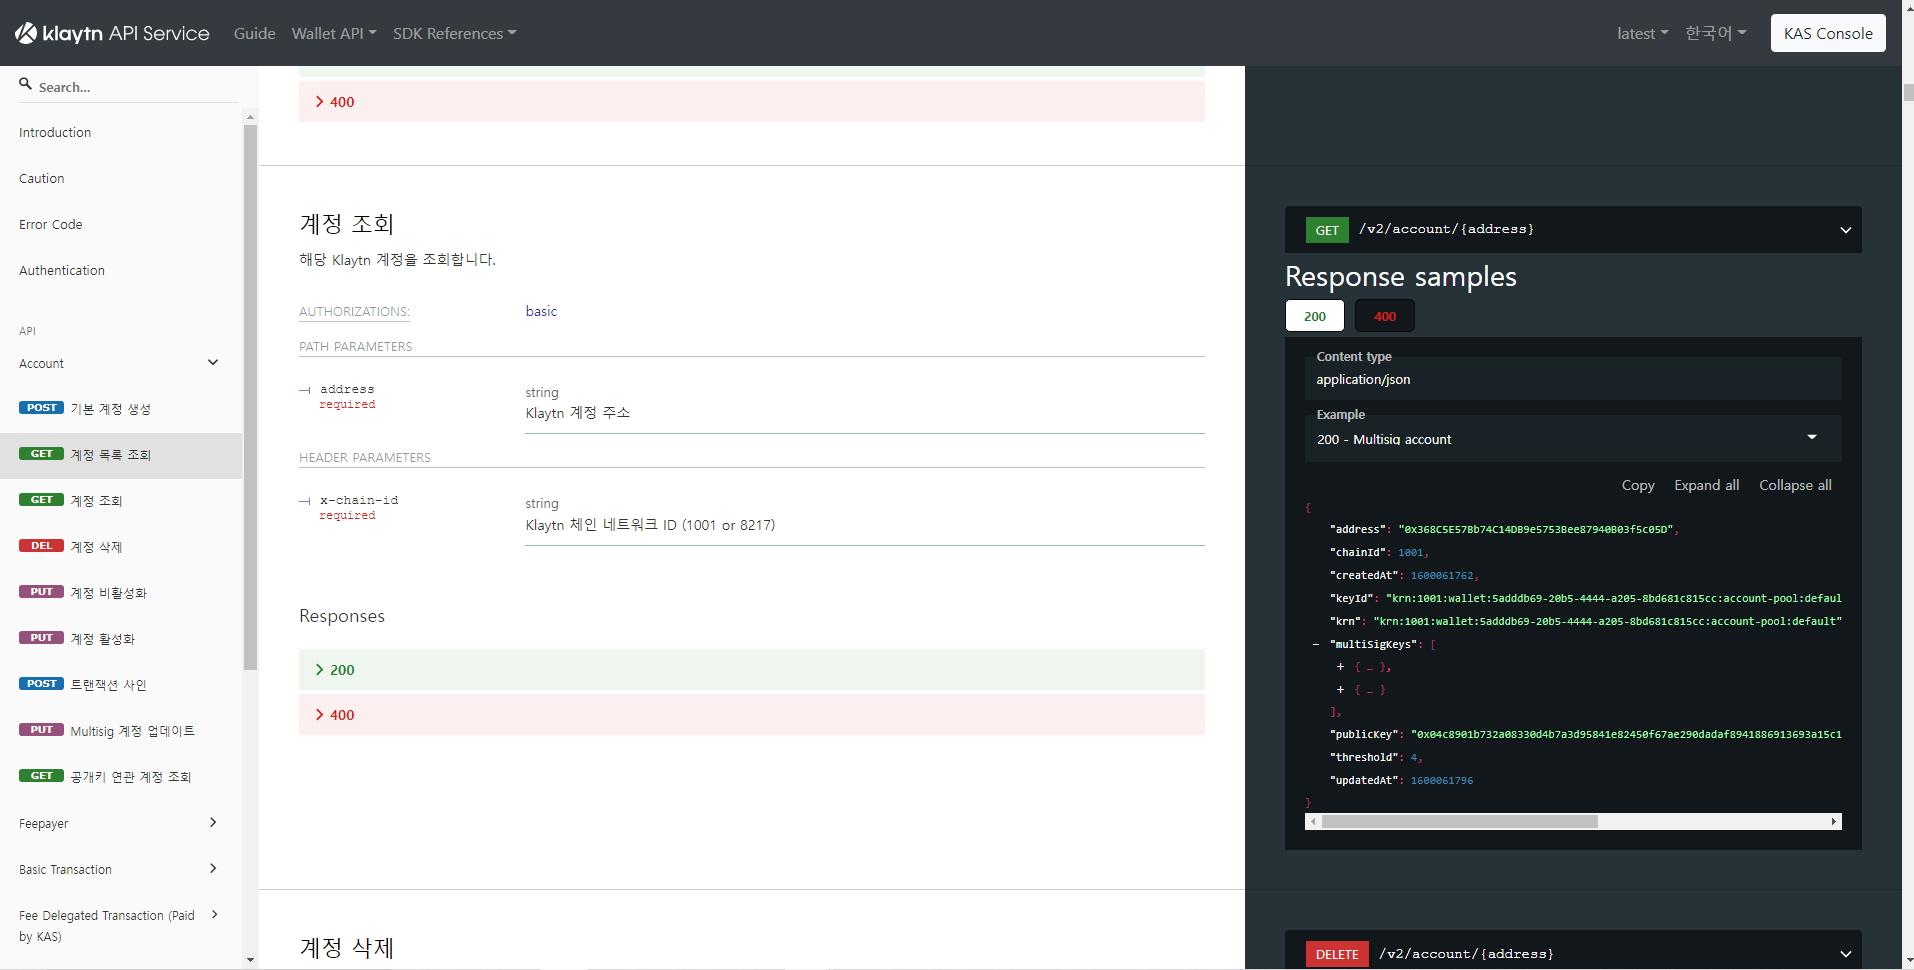 klaytn API Service
Guide
Wallet API
SDK References
latest
한국어
KAS Console
Search...
Introduction
Caution
Error Code
Authentication
API
Account
POST 기본 계정 생성
GET 계정 목록 조회
GET 계정 조회
DEL 계정 삭제
PUT 계정 비활성화
PUT 계정 활성화
POST 트랜잭션 사인
PUT Multisig 계정 업데이트
GET 공개키 연관 계정 조회
Feepayer
Basic Transaction
Fee Delegated Transaction (Paid
by KAS)
400
계정 조회
해당 Klaytn 계정을 조회합니다.
AUTHORIZATIONS: basic
PATH PARAMETERS
address
required
string
Klaytn 계정 주소
HEADER PARAMETERS
x-chain-id
required
string
Klaytn 체인 네트워크 ID (1001 or 8217)
Responses
200
400
계정 삭제
GET /v2/account/{address}
Response samples
200 400
Content type
application/json
Example
200 - Multisig account
Copy Expand all Collapse all
{
"address": "0x368C5E57Bb74C14DB9e5753Bee87940B03f5c05D",
"chainId": 1001,
"createdAt": 1600061762,
"keyId": "krn:1001:wallet:5adddb69-20b5-4444-a205-8bd681c815cc:account-pool:defaul
"krn": "krn:1001:wallet:5adddb69-20b5-4444-a205-8bd681c815cc:account-pool:default"
- "multiSigKeys": [
+ { … },
+ { … }
],
"publicKey": "0x04c8901b732a08330d4b7a3d95841e82450f67ae290dadaf8941886913693a15c1
"threshold": 4,
"updatedAt": 1600061796
}
DELETE /v2/account/{address}